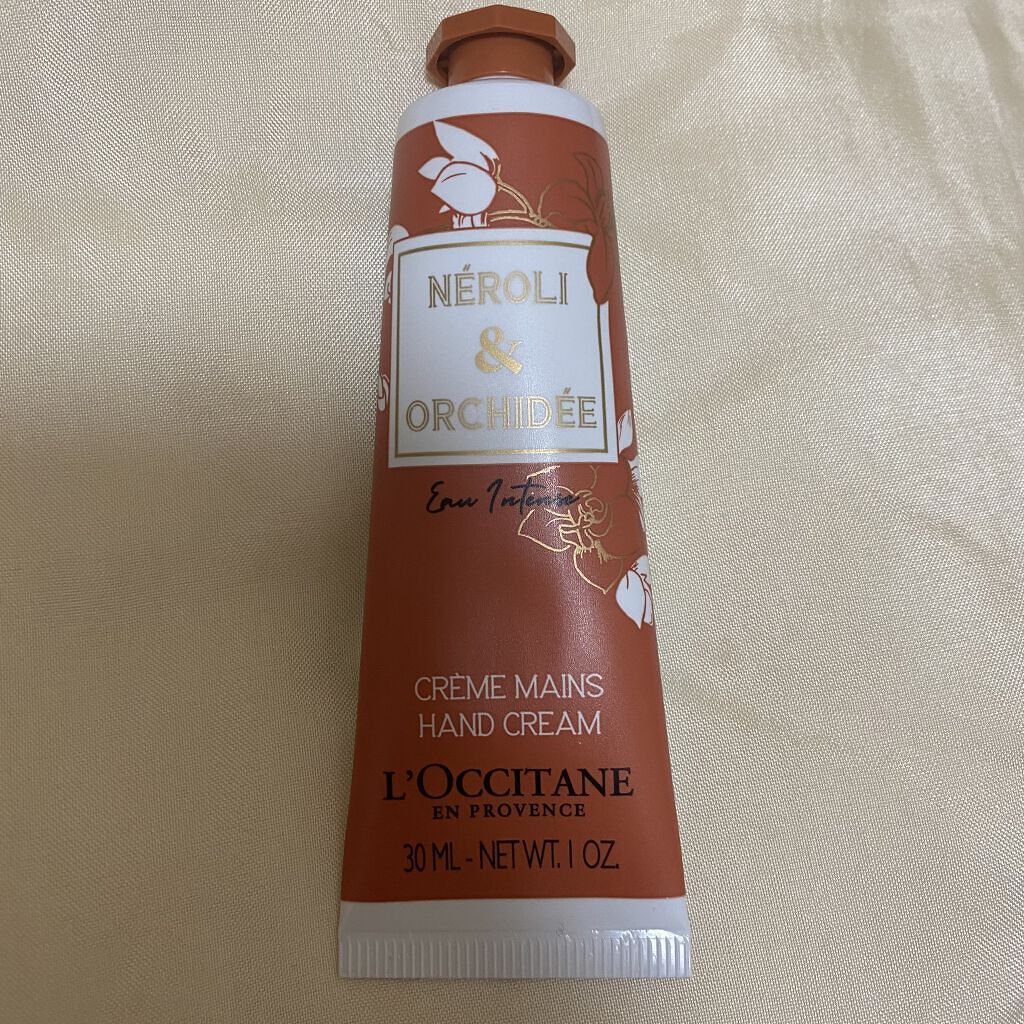 NÉROLI
&
ORCHIDÉE
Eau Intense
CRÈME MAINS
HAND CREAM
L'OCCITANE
EN PROVENCE
30 ML - NET WT. 1 OZ.